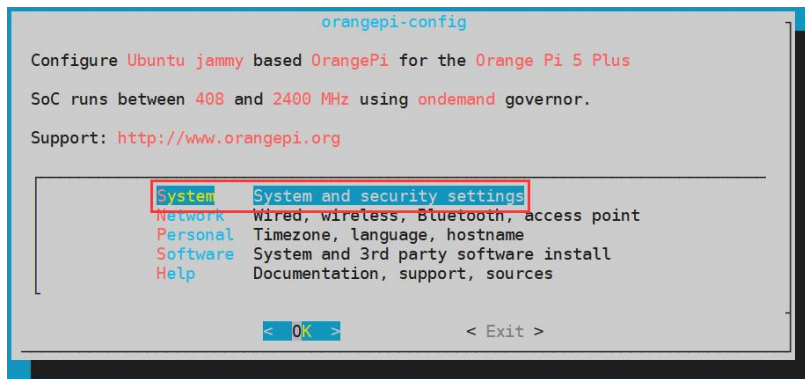 orangepi-config
Configure Ubuntu jammy based OrangePi for the Orange Pi 5 Plus
SoC runs between 408 and 2400 MHz using ondemand governor.
Support: http://www.orangepi.org
System System and security settings
Network Wired, wireless, Bluetooth, access point
Personal Timezone, language, hostname
Software System and 3rd party software install
Help Documentation, support, sources
< OK > < Exit >